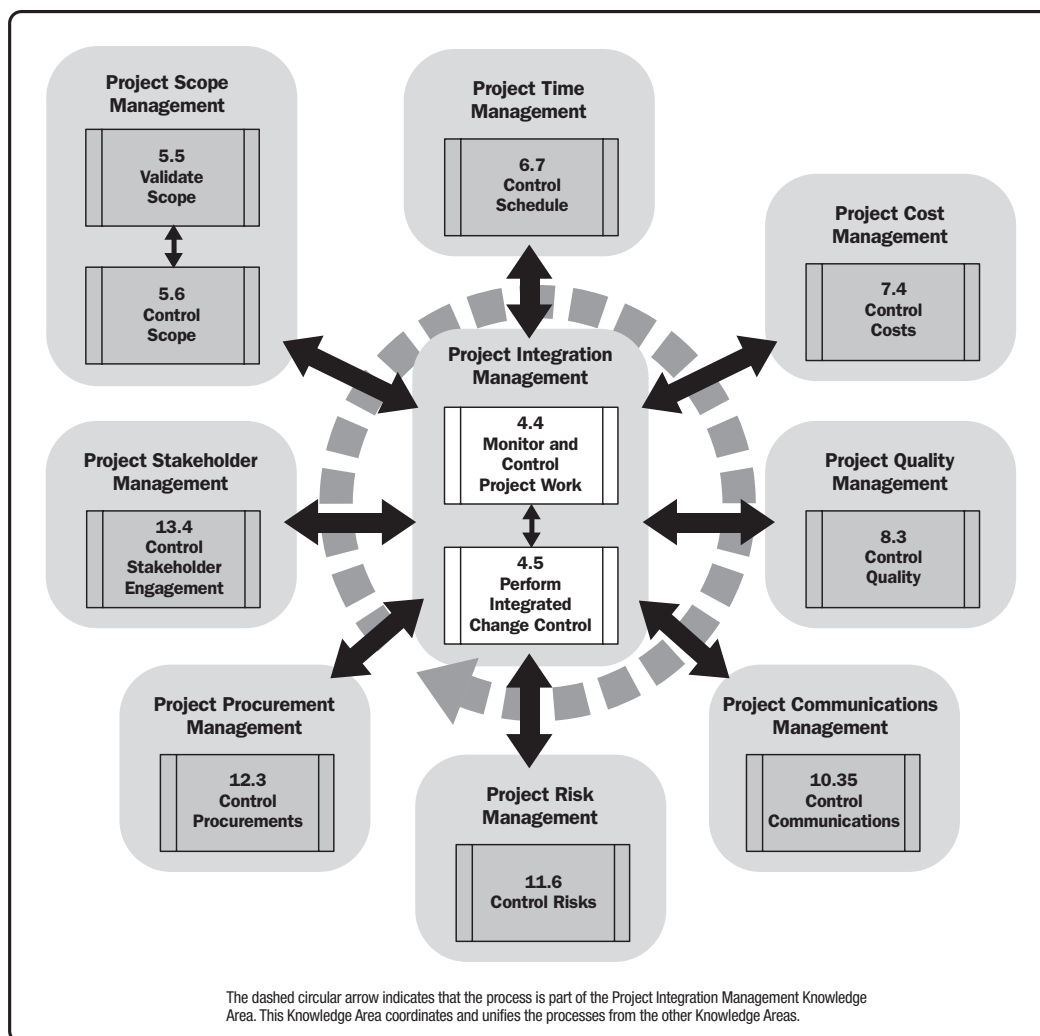 Project Scope
Management
5.5
Validate
Scope
5.6
Control
Scope
Project Time
Management
6.7
Control
Schedule
Project Cost
Management
7.4
Control
Costs
Project Integration
Management
4.4
Monitor and
Control
Project Work
4.5
Perform
Integrated
Change Control
Project Stakeholder
Management
13.4
Control
Stakeholder
Engagement
Project Quality
Management
8.3
Control
Quality
Project Procurement
Management
12.3
Control
Procurements
Project Risk
Management
11.6
Control Risks
Project Communications
Management
10.35
Control
Communications
The dashed circular arrow indicates that the process is part of the Project Integration Management Knowledge
Area. This Knowledge Area coordinates and unifies the processes from the other Knowledge Areas.